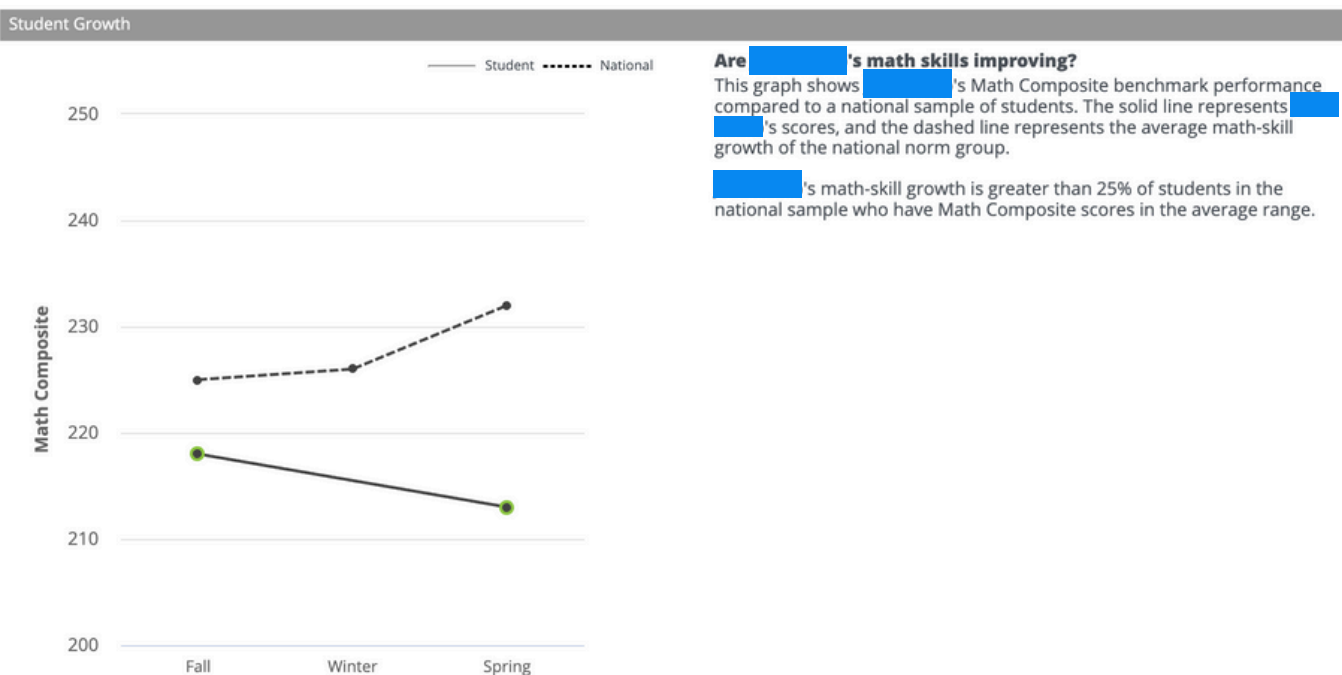 Student Growth
Student National
250
240
230
220
210
200
Math Composite
Fall Winter Spring
Are 's math skills improving?
This graph shows 's Math Composite benchmark performance
compared to a national sample of students. The solid line represents
's scores, and the dashed line represents the average math-skill
growth of the national norm group.
's math-skill growth is greater than 25% of students in the
national sample who have Math Composite scores in the average range.